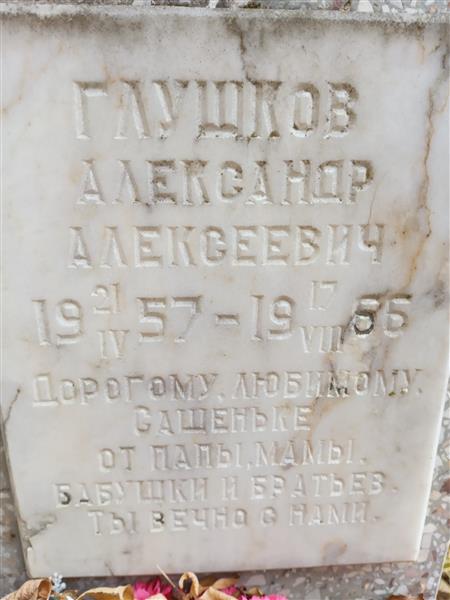 ГЛУШКОВ
АЛЕКСАНДР
АЛЕКСЕЕВИЧ
19 21/IV 57 - 19 17/VIII 66
ДОРОГОМУ, ЛЮБИМОМУ,
САШЕНЬКЕ
ОТ ПАПЫ, МАМЫ,
БАБУШКИ И БРАТЬЕВ.
ТЫ ВЕЧНО С НАМИ.